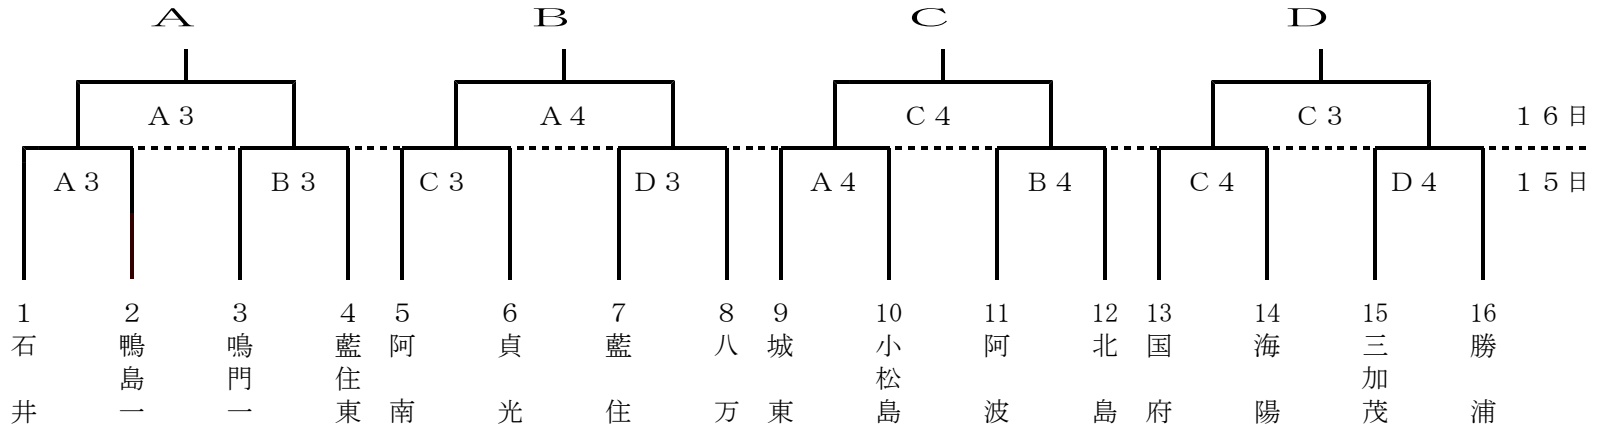 A B C D
A3 A4 C4 C3 16日
A3 B3 C3 D3 A4 B4 C4 D4 15日
1 2 3 4 5 6 7 8 9 10 11 12 13 14 15 16
石井
鴨島一
鳴門一
藍住東
阿南
貞光
藍住
八万
城東
小松島
阿波
北島
国府
海陽
三加茂
勝浦